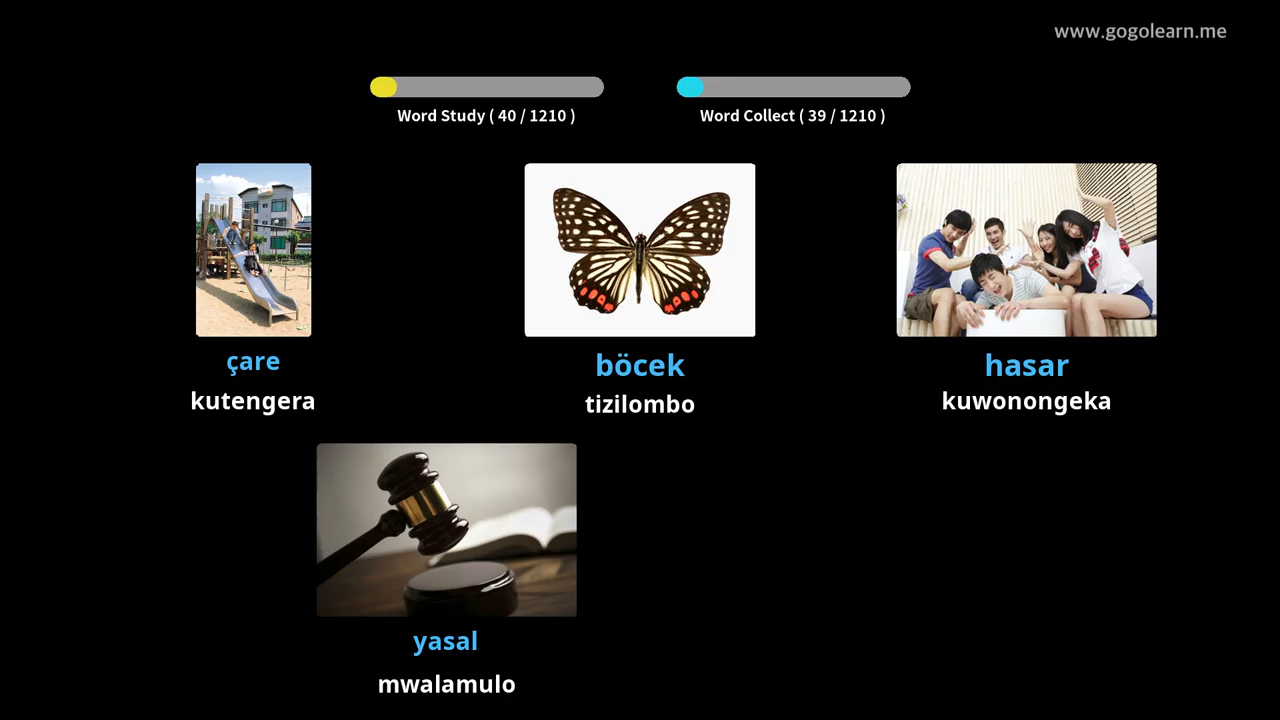 www.gogolearn.me
Word Study ( 40 / 1210 )
Word Collect ( 39 / 1210 )
çare
kutengera
böcek
tizilombo
hasar
kuwonongeka
yasal
mwalamulo